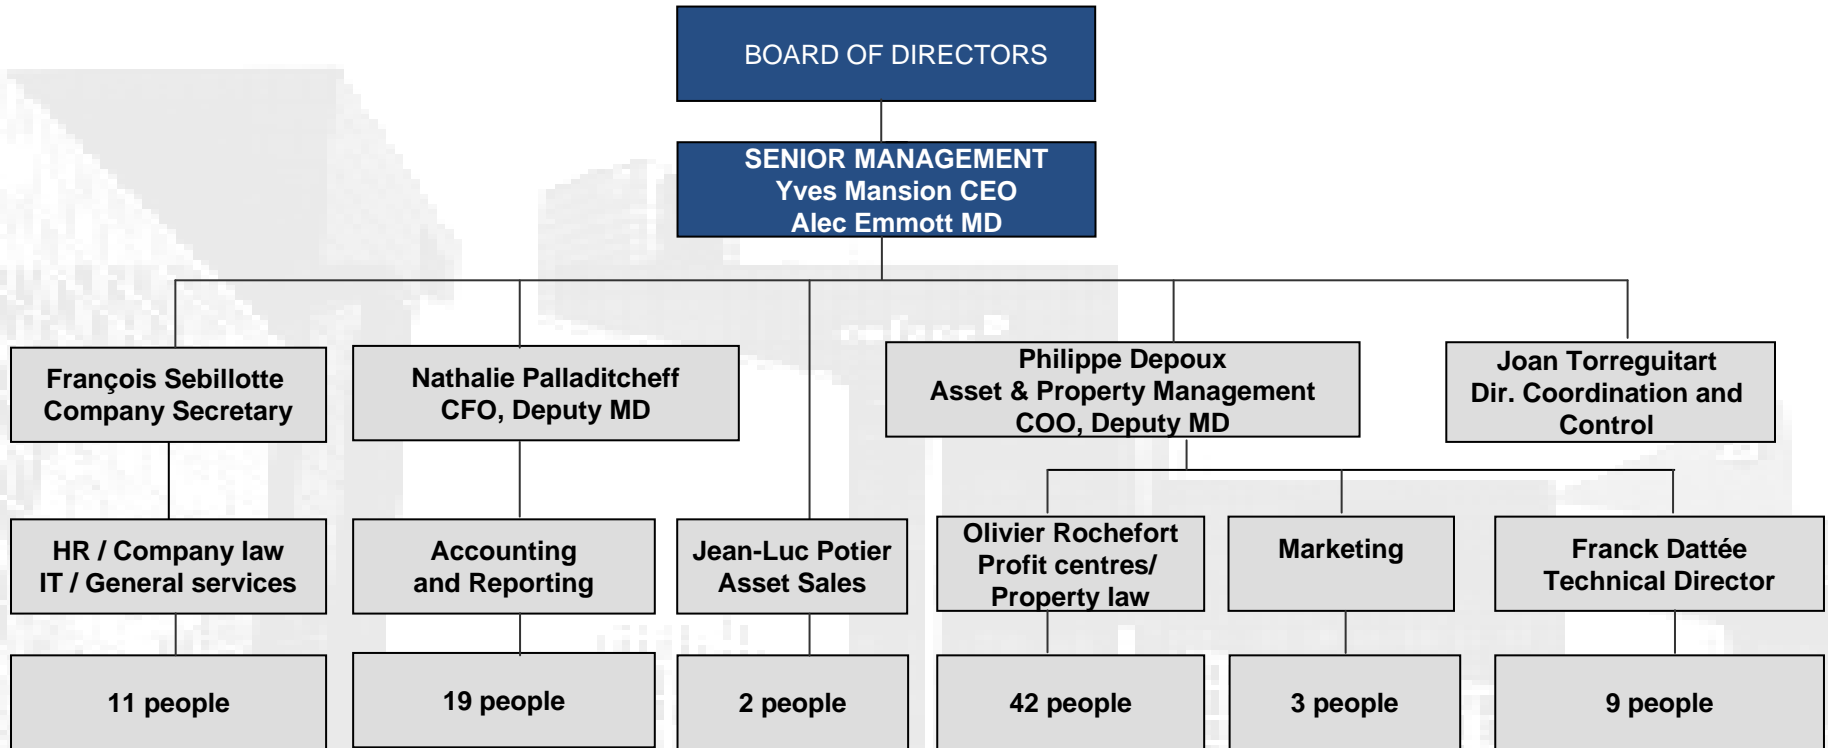 BOARD OF DIRECTORS
SENIOR MANAGEMENT
Yves Mansion CEO
Alec Emmott MD
François Sebillotte
Company Secretary
Nathalie Palladitcheff
CFO, Deputy MD
Philippe Depoux
Asset & Property Management
COO, Deputy MD
Joan Torreguitart
Dir. Coordination and
Control
HR / Company law
IT / General services
Accounting
and Reporting
Jean-Luc Potier
Asset Sales
Olivier Rochefort
Profit centres/
Property law
Marketing
Franck Dattée
Technical Director
11 people
19 people
2 people
42 people
3 people
9 people